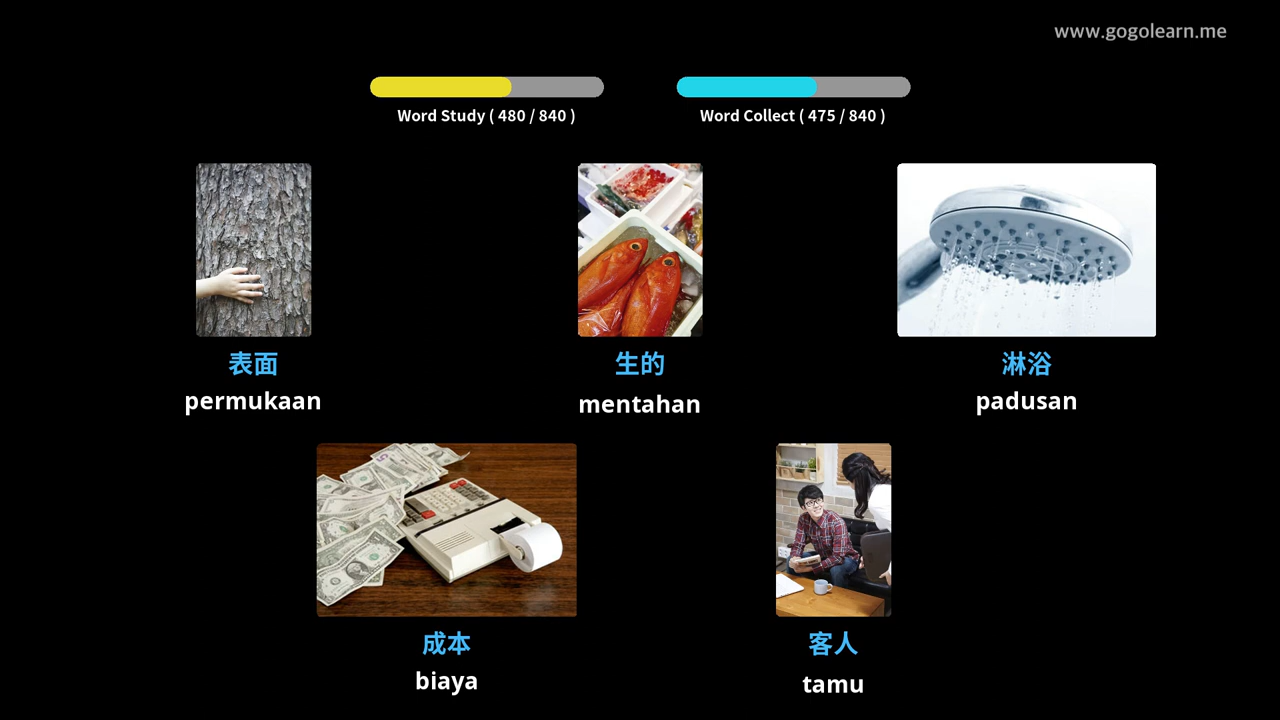 www.gogolearn.me
Word Study ( 480 / 840 )
Word Collect ( 475 / 840 )
表面
permukaan
生的
mentahan
淋浴
padusan
成本
biaya
客人
tamu